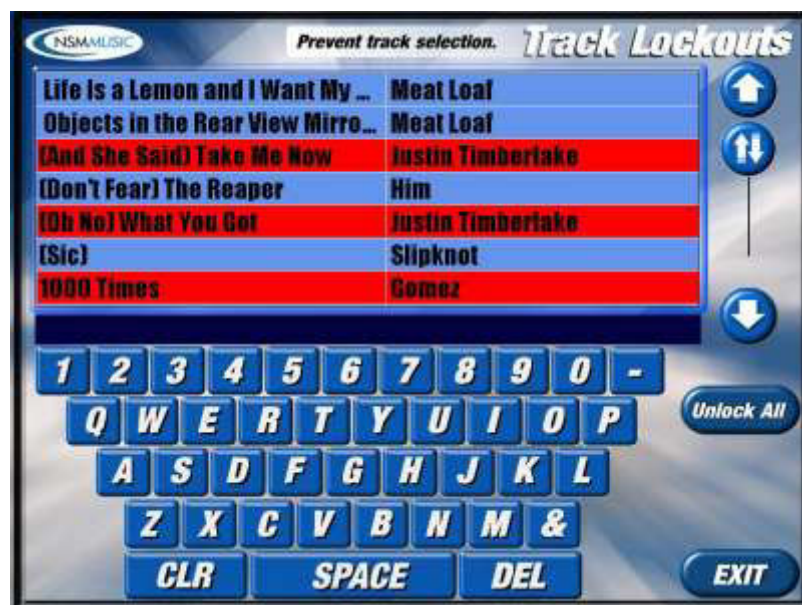 NSMMUSIC Prevent track selection. Track Lockouts
Life Is a Lemon and I Want My ... Meat Loaf
Objects in the Rear View Mirro... Meat Loaf
(And She Said) Take Me Now Justin Timberlake
(Don't Fear) The Reaper Him
(Oh No) What You Got Justin Timberlake
(Sic) Slipknot
1000 Times Gomez
1 2 3 4 5 6 7 8 9 0 -
Q W E R T Y U I O P
Unlock All
A S D F G H J K L
Z X C V B N M &
CLR SPACE DEL
EXIT